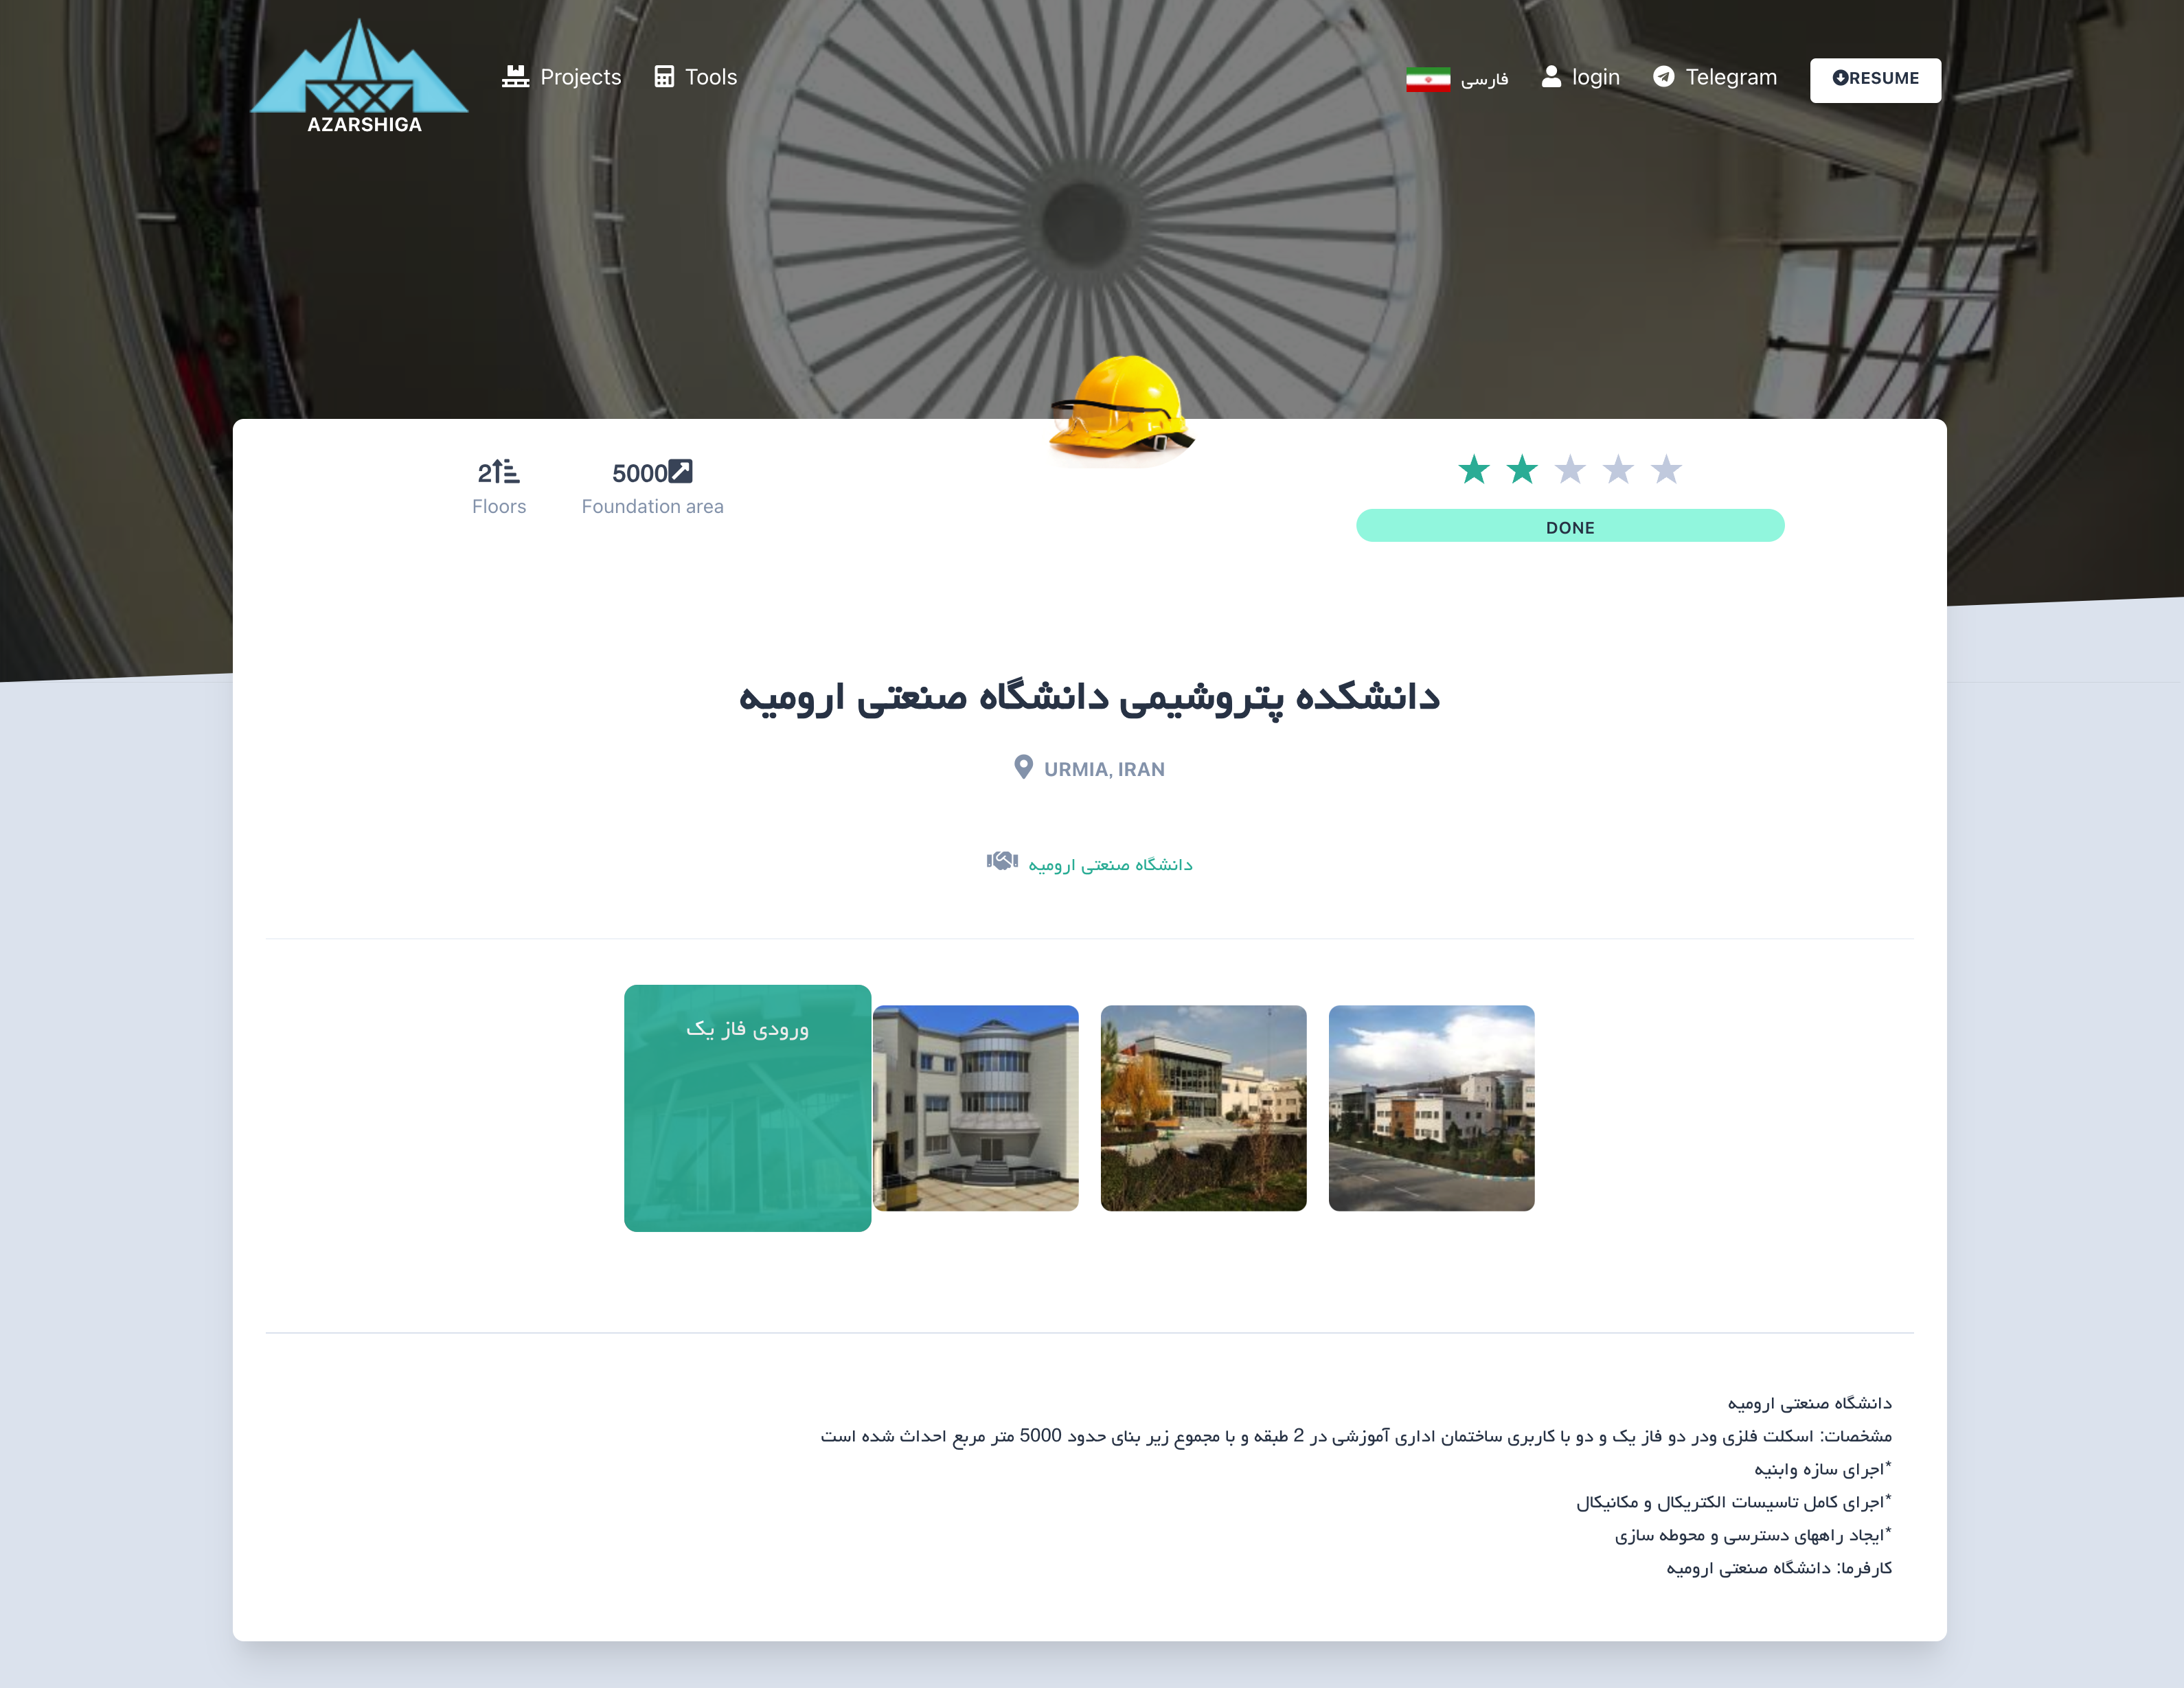 AZARSHIGA
Projects
Tools
فارسی
login
Telegram
RESUME
2
Floors
5000
Foundation area
DONE
دانشکده پتروشیمی دانشگاه صنعتی ارومیه
URMIA, IRAN
دانشگاه صنعتی ارومیه
ورودی فاز یک
دانشگاه صنعتی ارومیه
مشخصات: اسکلت فلزی ودر دو فاز یک و دو با کاربری ساختمان اداری آموزشی در 2 طبقه و با مجموع زیر بنای حدود 5000 متر مربع احداث شده است
*اجرای سازه وابنیه
*اجرای کامل تاسیسات الکتریکال و مکانیکال
*ایجاد راههای دسترسی و محوطه سازی
کارفرما: دانشگاه صنعتی ارومیه